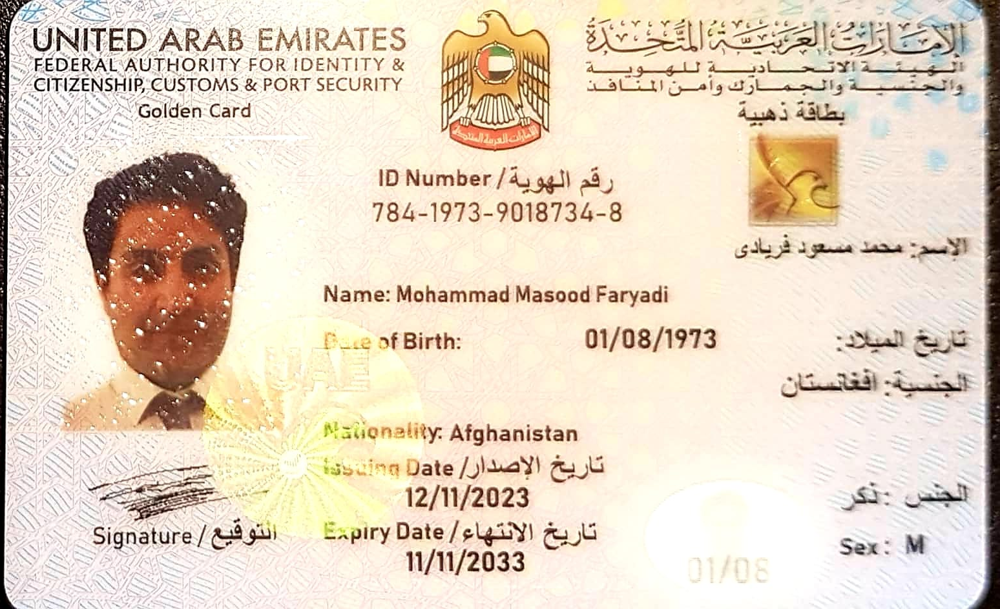 UNITED ARAB EMIRATES
الإمارات العربية المتحدة
FEDERAL AUTHORITY FOR IDENTITY &
الهيئة الاتحادية للهوية
CITIZENSHIP, CUSTOMS & PORT SECURITY
والجنسية والجمارك وأمن المنافذ
Golden Card
بطاقة ذهبية
الإمارات العربية المتحدة
ID Number / رقم الهوية
784-1973-9018734-8
الإسم: محمد مسعود فريادى
Name: Mohammad Masood Faryadi
Date of Birth: 01/08/1973 تاريخ الميلاد:
UAE
الجنسية: أفغانستان
Nationality: Afghanistan
Issuing Date / تاريخ الإصدار
12/11/2023
الجنس: ذكر
Signature / التوقيع
Expiry Date / تاريخ الانتهاء
Sex: M
11/11/2033
01/08